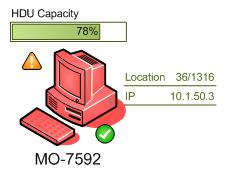 HDU Capacity
78%
Location 36/1316
IP 10.1.50.3
MO-7592